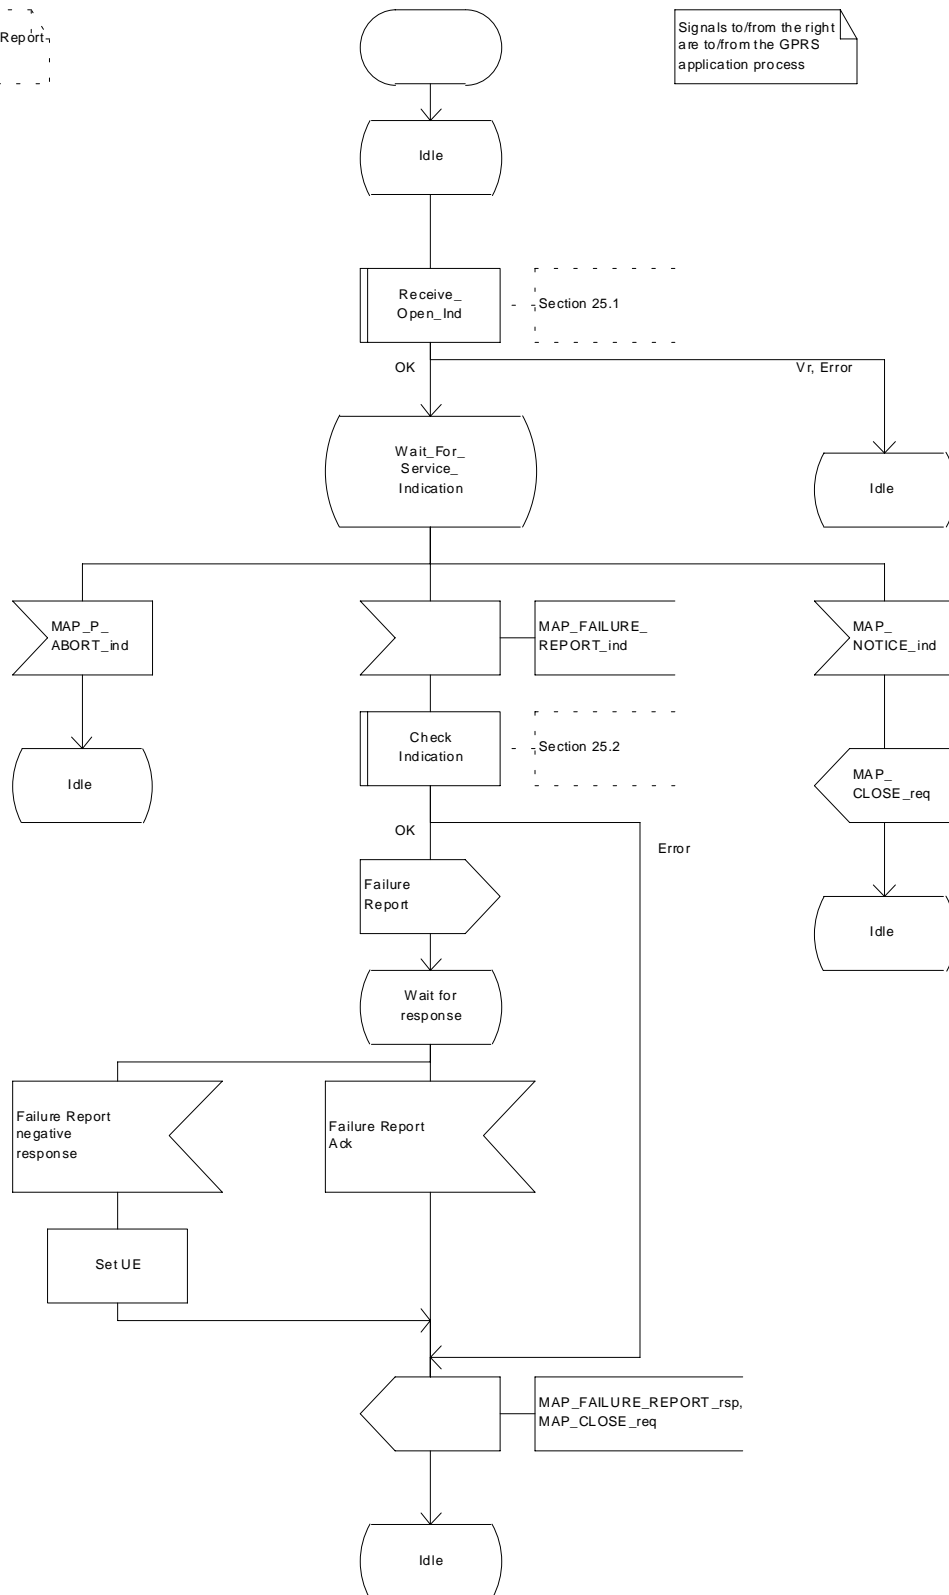 Report
Signals to/from the right
are to/from the GPRS
application process
Idle
Receive_
Open_Ind
Section 25.1
OK
Vr, Error
Wait_For_
Service_
Indication
Idle
MAP_P_
ABORT_ind
MAP_FAILURE_
REPORT_ind
MAP_
NOTICE_ind
Check
Indication
Section 25.2
Idle
MAP_
CLOSE_req
OK
Error
Failure
Report
Idle
Wait for
response
Failure Report
negative
response
Failure Report
Ack
Set UE
MAP_FAILURE_REPORT_rsp,
MAP_CLOSE_req
Idle